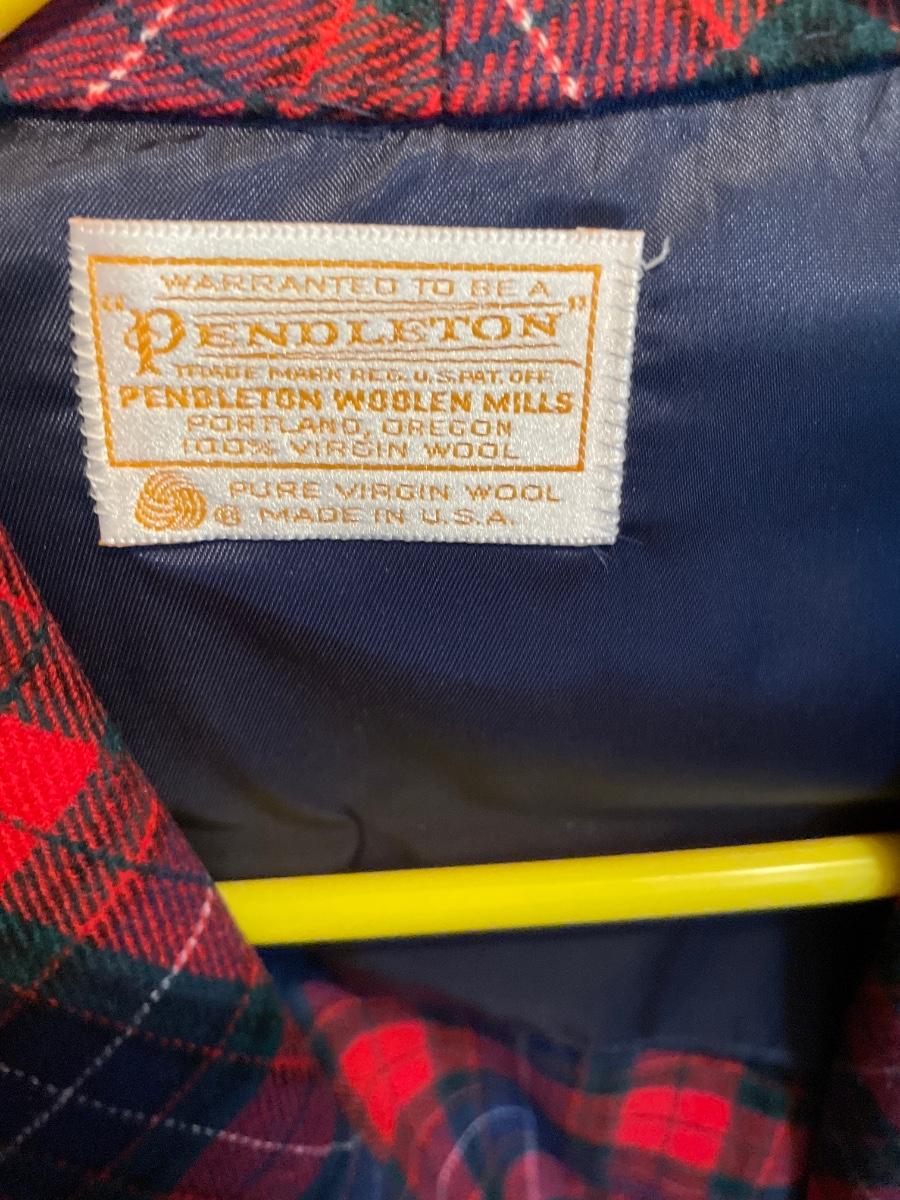 WARRANTED TO BE A
"PENDLETON"
TRADE MARK REG. U.S. PAT. OFF.
PENDLETON WOOLEN MILLS
PORTLAND, OREGON
100% VIRGIN WOOL
PURE VIRGIN WOOL
® MADE IN U.S.A.